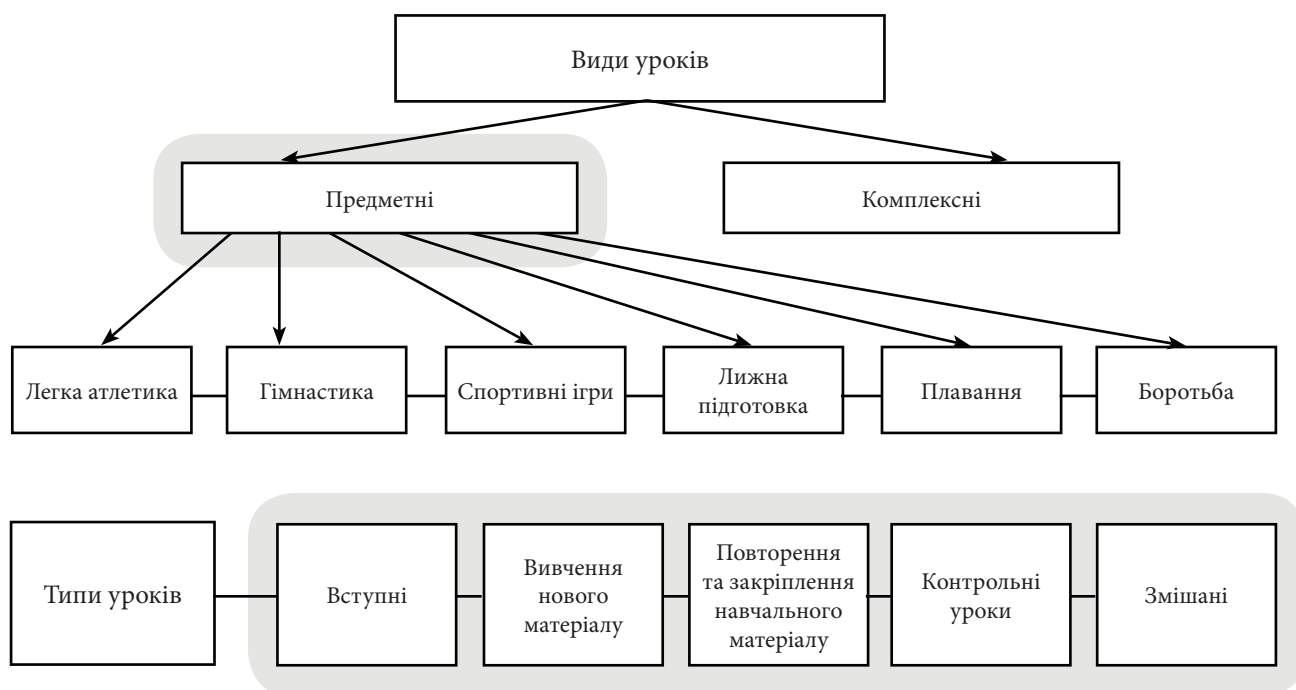 Види уроків
Предметні
Комплексні
Легка атлетика
Гімнастика
Спортивні ігри
Лижна
підготовка
Плавання
Боротьба
Типи уроків
Вступні
Вивчення
нового
матеріалу
Повторення
та закріплення
навчального
матеріалу
Контрольні
уроки
Змішані